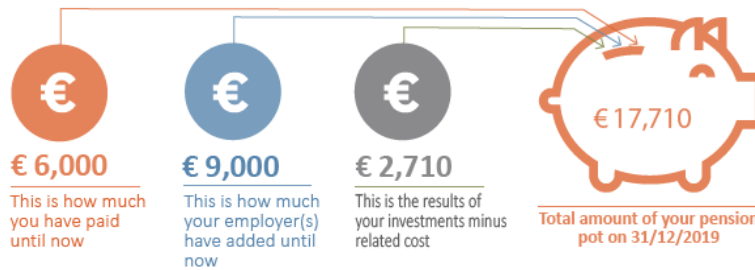 €
€
€
€ 17,710
€ 6,000
This is how much
you have paid
until now
€ 9,000
This is how much
your employer(s)
have added until
now
€ 2,710
This is the results of
your investments minus
related cost
Total amount of your pension
pot on 31/12/2019